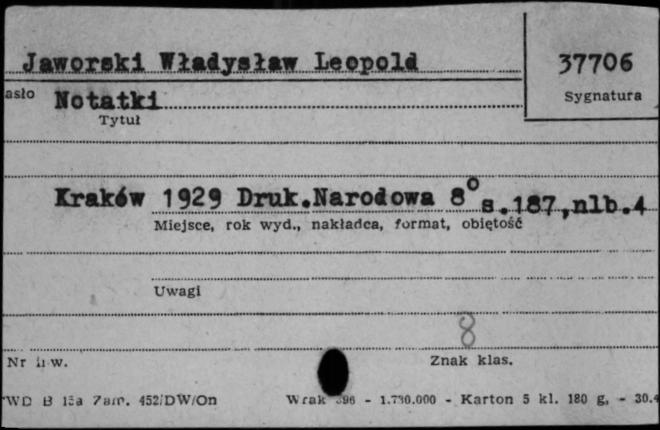 Jaworski Władysław Leopold
37706
Sygnatura
asło Notatki
Tytuł
Kraków 1929 Druk.Narodowa 8° s.187,nlb.4
Miejsce, rok wyd., nakładca, format, objętość
Uwagi
8
Nr inw.
Znak klas.
WD B 15a Zam. 452/DW/On Wrak 396 - 1.730.000 - Karton 5 kl. 180 g, - 30.4